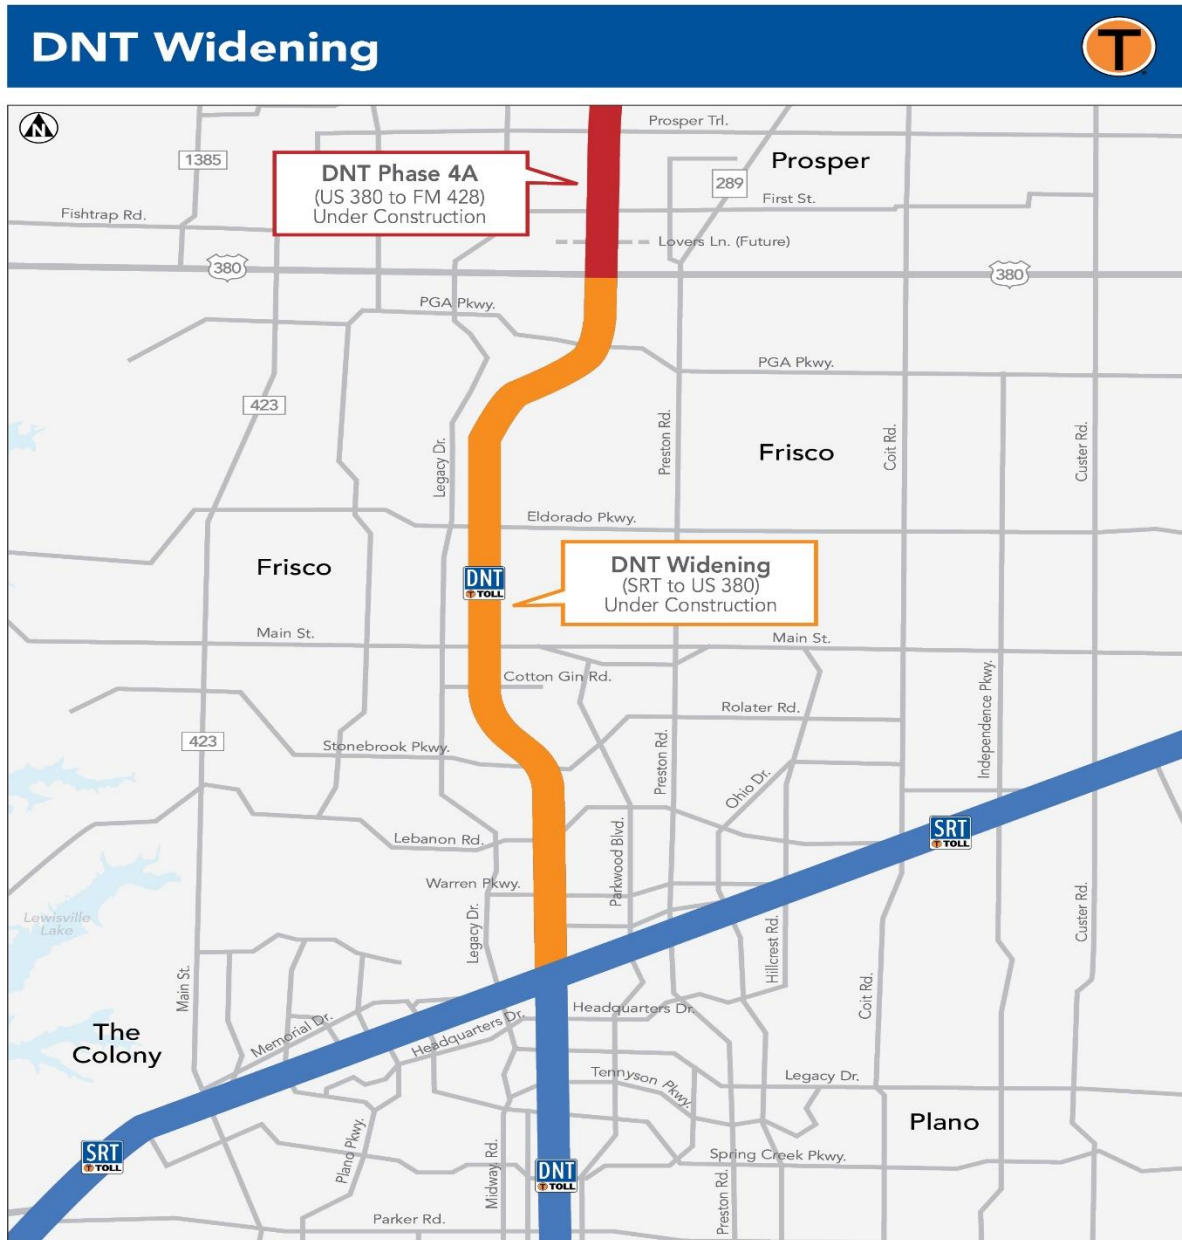 DNT Widening
T
N
Prosper Trl.
1385
Prosper
DNT Phase 4A
(US 380 to FM 428)
Under Construction
289
First St.
Fishtrap Rd.
Lovers Ln. (Future)
380
380
PGA Pkwy.
PGA Pkwy.
423
Legacy Dr.
Preston Rd.
Frisco
Coit Rd.
Custer Rd.
Eldorado Pkwy.
Frisco
DNT
T TOLL
DNT Widening
(SRT to US 380)
Under Construction
Main St.
Main St.
Cotton Gin Rd.
Rolater Rd.
Independence Pkwy.
423
Stonebrook Pkwy.
Preston Rd.
Ohio Dr.
SRT
T TOLL
Lebanon Rd.
Parkwood Blvd.
Warren Pkwy.
Lewisville
Lake
Legacy Dr.
Hillcrest Rd.
Custer Rd.
Main St.
Coit Rd.
Headquarters Dr.
Memorial Dr.
Headquarters Dr.
The
Colony
Tennyson Pkwy.
Legacy Dr.
Plano
SRT
T TOLL
Plano Pkwy.
Midway Rd.
DNT
T TOLL
Spring Creek Pkwy.
Preston Rd.
Parker Rd.